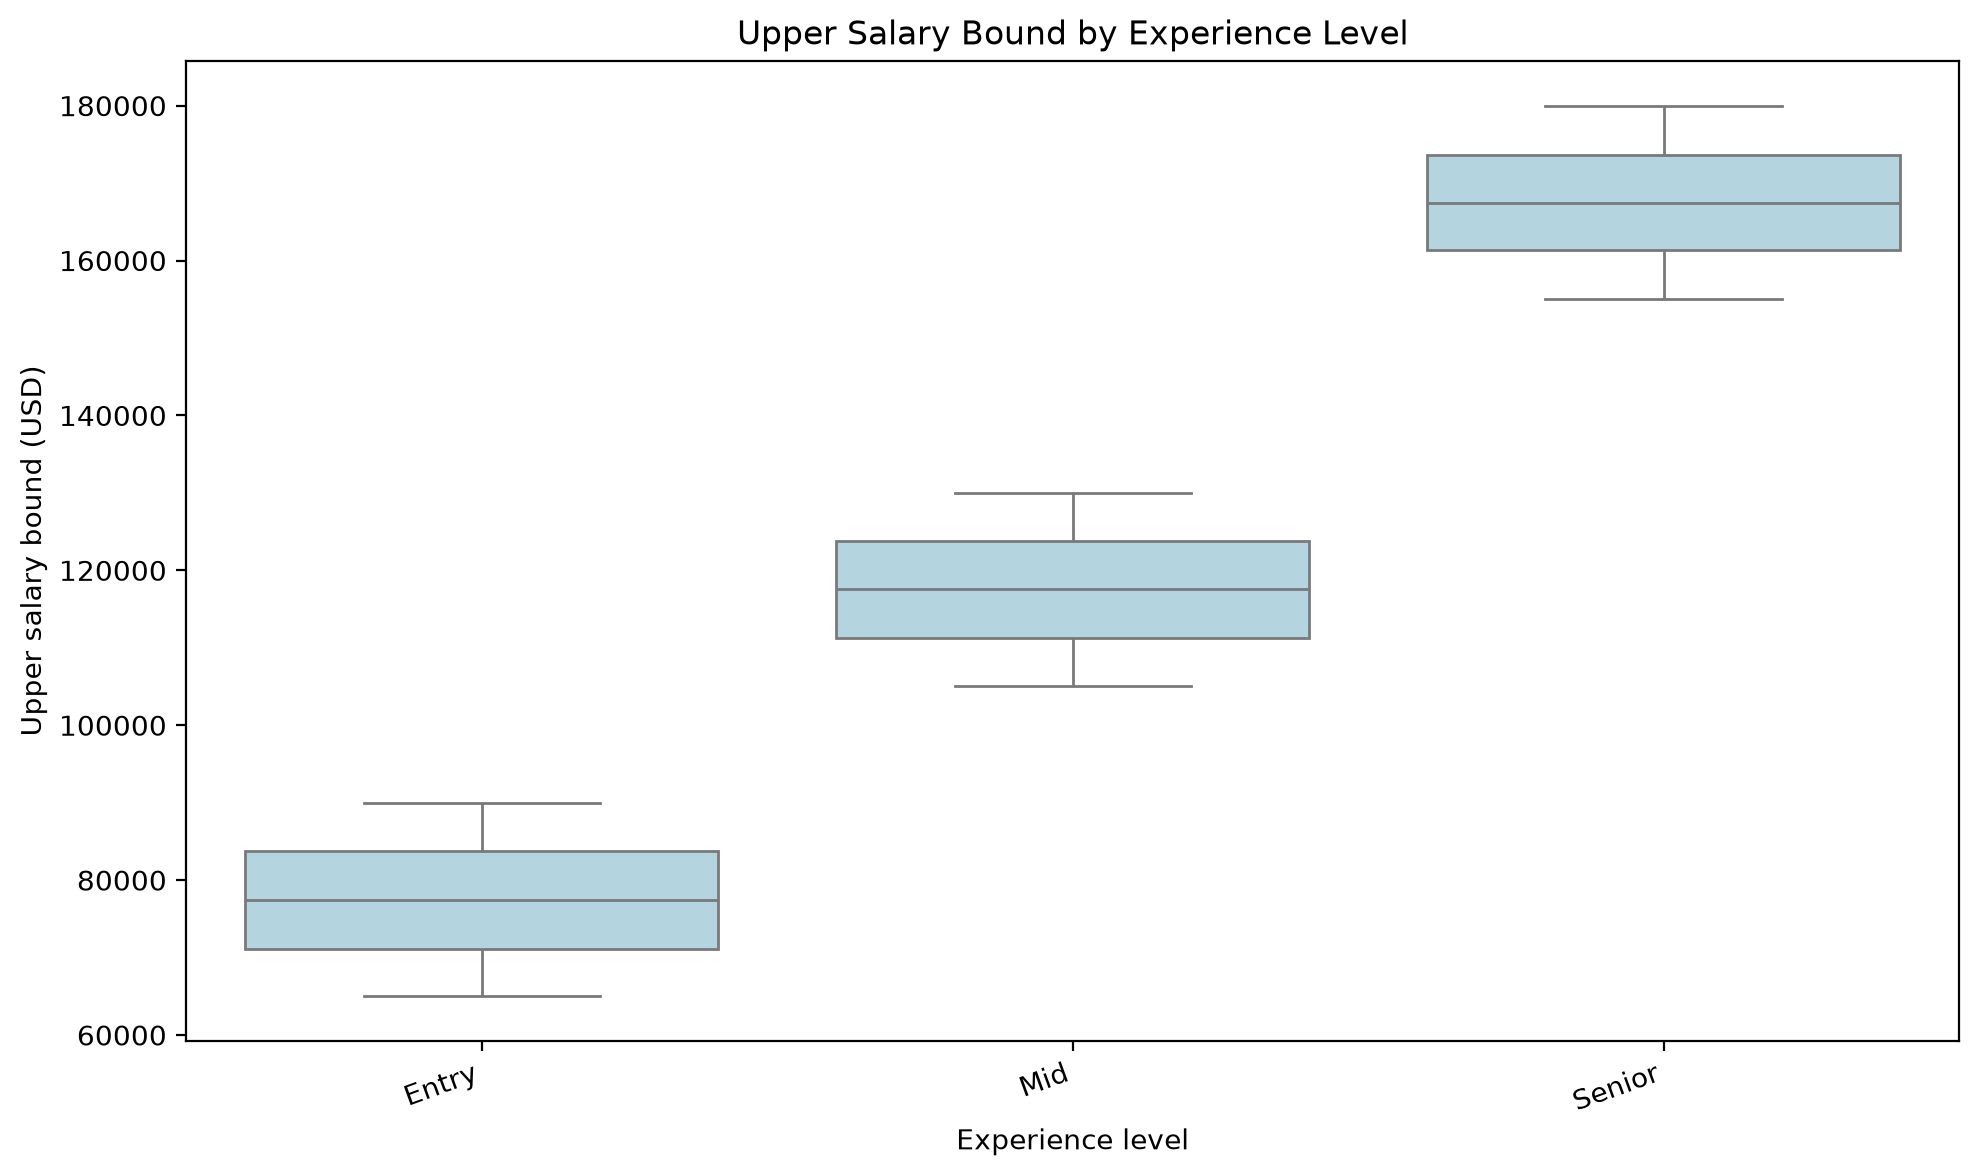 Upper Salary Bound by Experience Level
Upper salary bound (USD)
180000
160000
140000
120000
100000
80000
60000
Entry
Mid
Senior
Experience level